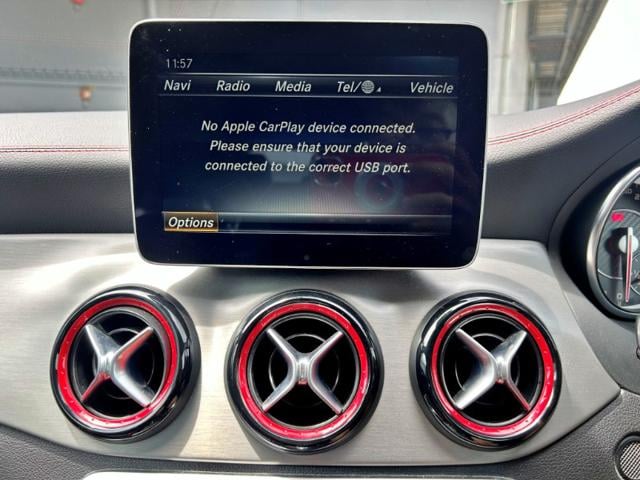 11:57
Navi Radio Media Tel/ Vehicle
No Apple CarPlay device connected.
Please ensure that your device is
connected to the correct USB port.
Options